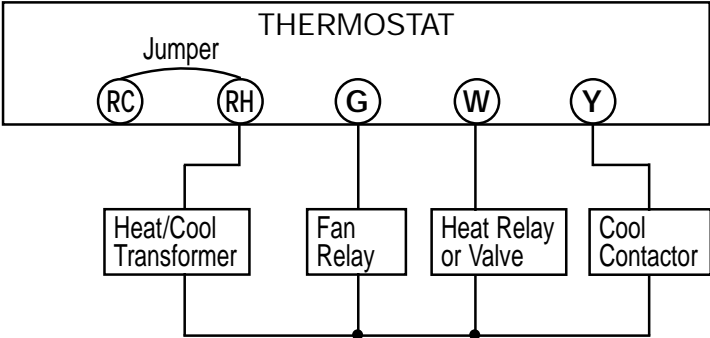 THERMOSTAT
Jumper
RC RH G W Y
Heat/Cool
Transformer
Fan
Relay
Heat Relay
or Valve
Cool
Contactor